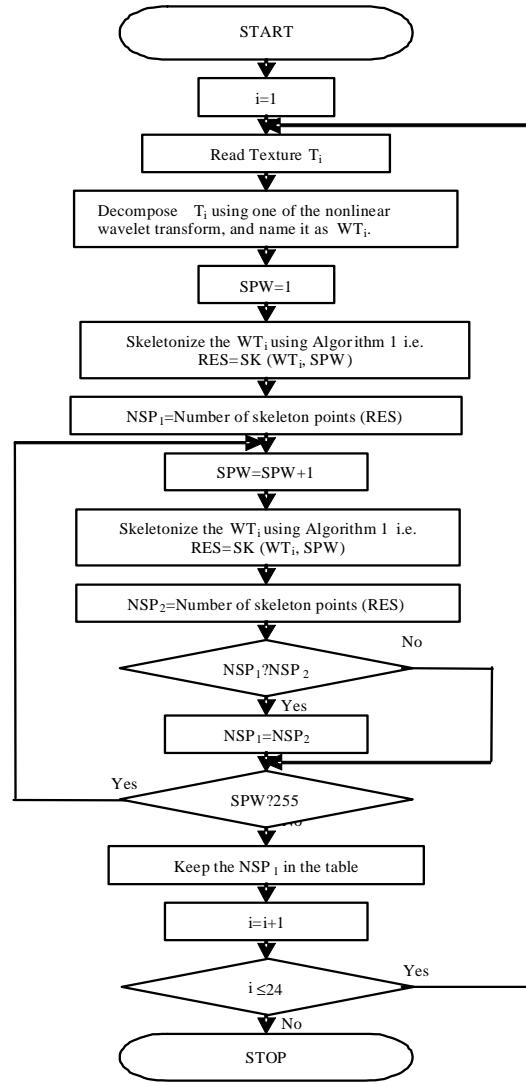 START
i=1
Read Texture Tᵢ
Decompose Tᵢ using one of the nonlinear
wavelet transform, and name it as WTᵢ.
SPW=1
Skeletonize the WTᵢ using Algorithm 1 i.e.
RES=SK (WTᵢ, SPW)
NSP₁=Number of skeleton points (RES)
SPW=SPW+1
Skeletonize the WTᵢ using Algorithm 1 i.e.
RES=SK (WTᵢ, SPW)
NSP₂=Number of skeleton points (RES)
No
NSP₁?NSP₂
Yes
NSP₁=NSP₂
Yes
SPW?255
No
Keep the NSP₁ in the table
i=i+1
Yes
i ≤24
No
STOP